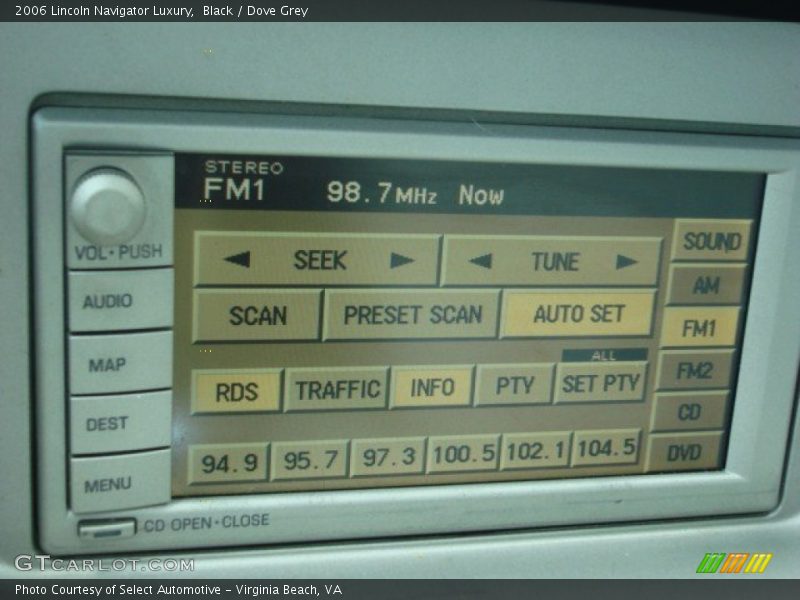 2006 Lincoln Navigator Luxury,  Black / Dove Grey
STEREO
FM1 98.7MHz Now
VOL·PUSH
AUDIO
MAP
DEST
MENU
SEEK TUNE
SCAN PRESET SCAN AUTO SET
ALL
RDS TRAFFIC INFO PTY SET PTY
94.9 95.7 97.3 100.5 102.1 104.5
SOUND
AM
FM1
FM2
CD
DVD
CD OPEN·CLOSE
GTCARLOT.COM
Photo Courtesy of Select Automotive - Virginia Beach, VA